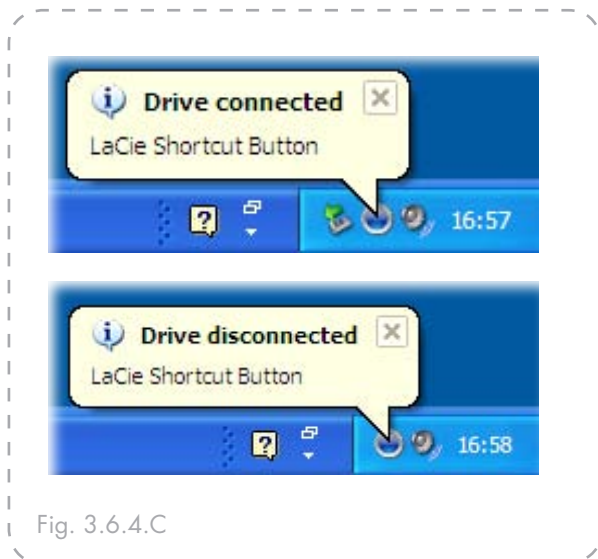 Drive connected
LaCie Shortcut Button
16:57
Drive disconnected
LaCie Shortcut Button
16:58
Fig. 3.6.4.C